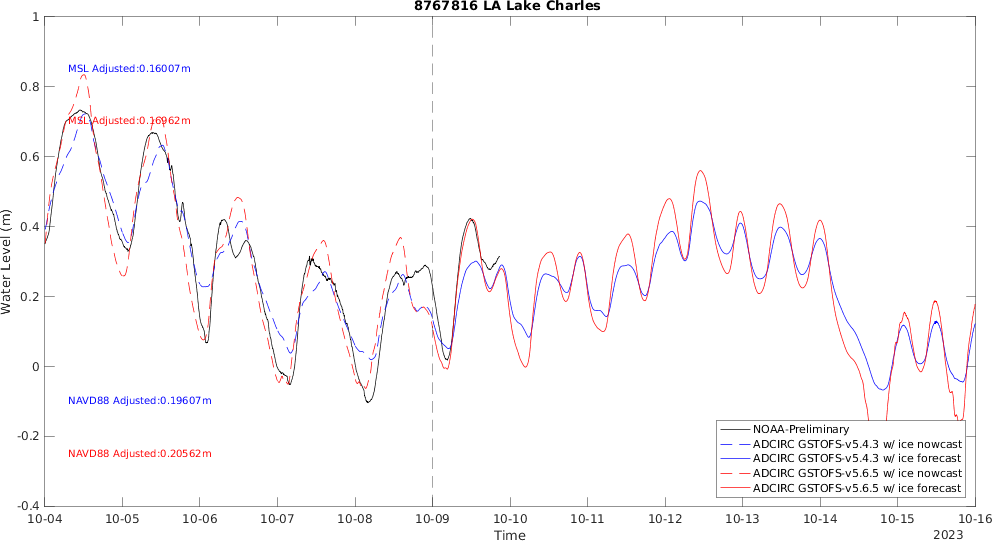 8767816 LA Lake Charles
Water Level (m)
1
0.8
0.6
0.4
0.2
0
-0.2
-0.4
MSL Adjusted:0.16007m
MSL Adjusted:0.16962m
NAVD88 Adjusted:0.19607m
NAVD88 Adjusted:0.20562m
NOAA-Preliminary
ADCIRC GSTOFS-v5.4.3 w/ ice nowcast
ADCIRC GSTOFS-v5.4.3 w/ ice forecast
ADCIRC GSTOFS-v5.6.5 w/ ice nowcast
ADCIRC GSTOFS-v5.6.5 w/ ice forecast
10-04 10-05 10-06 10-07 10-08 10-09 10-10 10-11 10-12 10-13 10-14 10-15 10-16
Time
2023